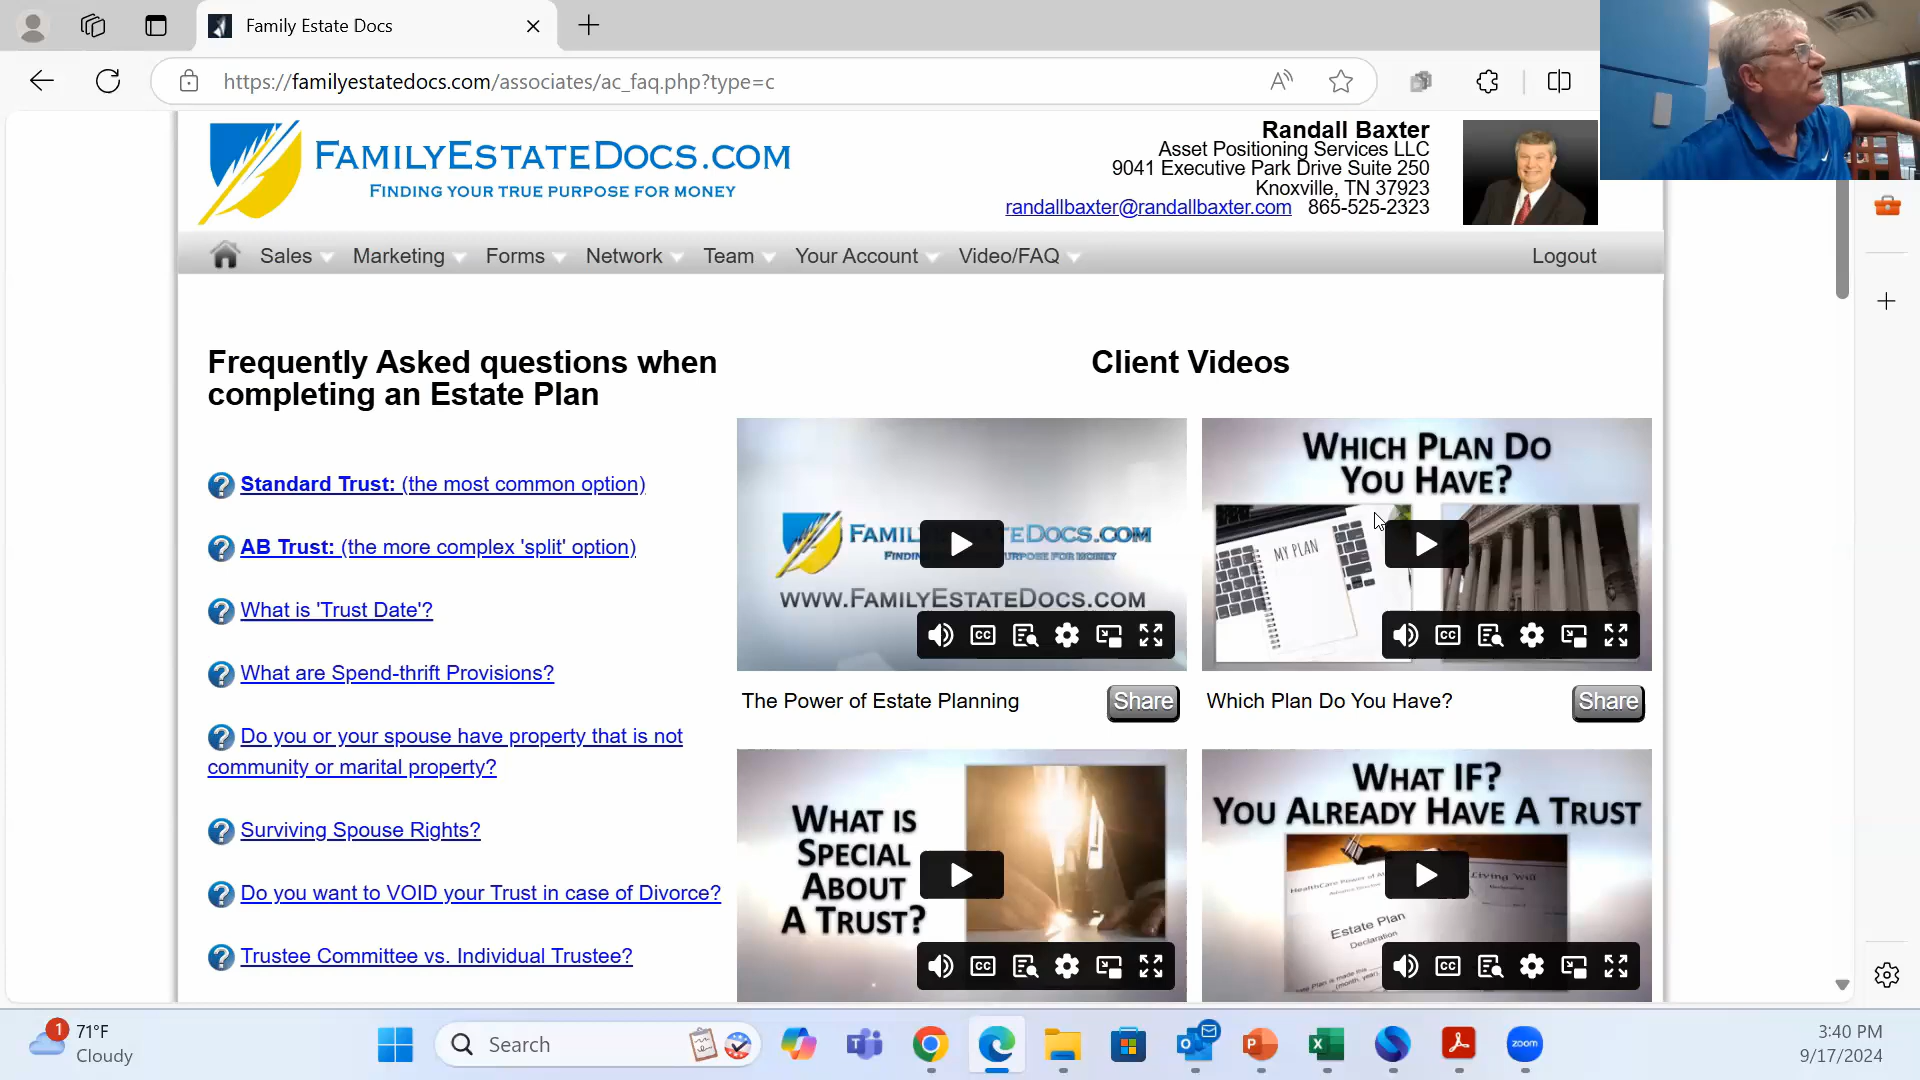 Family Estate Docs
https://familyestatedocs.com/associates/ac_faq.php?type=c
FAMILYESTATEDOCS.COM
FINDING YOUR TRUE PURPOSE FOR MONEY
Randall Baxter
Asset Positioning Services LLC
9041 Executive Park Drive Suite 250
Knoxville, TN 37923
randallbaxter@randallbaxter.com 865-525-2323
Sales Marketing Forms Network Team Your Account Video/FAQ Logout
Frequently Asked questions when
completing an Estate Plan
Standard Trust: (the most common option)
AB Trust: (the more complex 'split' option)
What is 'Trust Date'?
What are Spend-thrift Provisions?
Do you or your spouse have property that is not
community or marital property?
Surviving Spouse Rights?
Do you want to VOID your Trust in case of Divorce?
Trustee Committee vs. Individual Trustee?
Client Videos
WWW.FAMILYESTATEDOCS.COM
CC
The Power of Estate Planning
Share
WHICH PLAN DO
YOU HAVE?
MY PLAN
CC
Which Plan Do You Have?
Share
WHAT IS
SPECIAL
ABOUT
A TRUST?
CC
WHAT IF?
YOU ALREADY HAVE A TRUST
Living Will
Estate Plan
Declaration
CC
1
71°F
Cloudy
Search
zoom
3:40 PM
9/17/2024